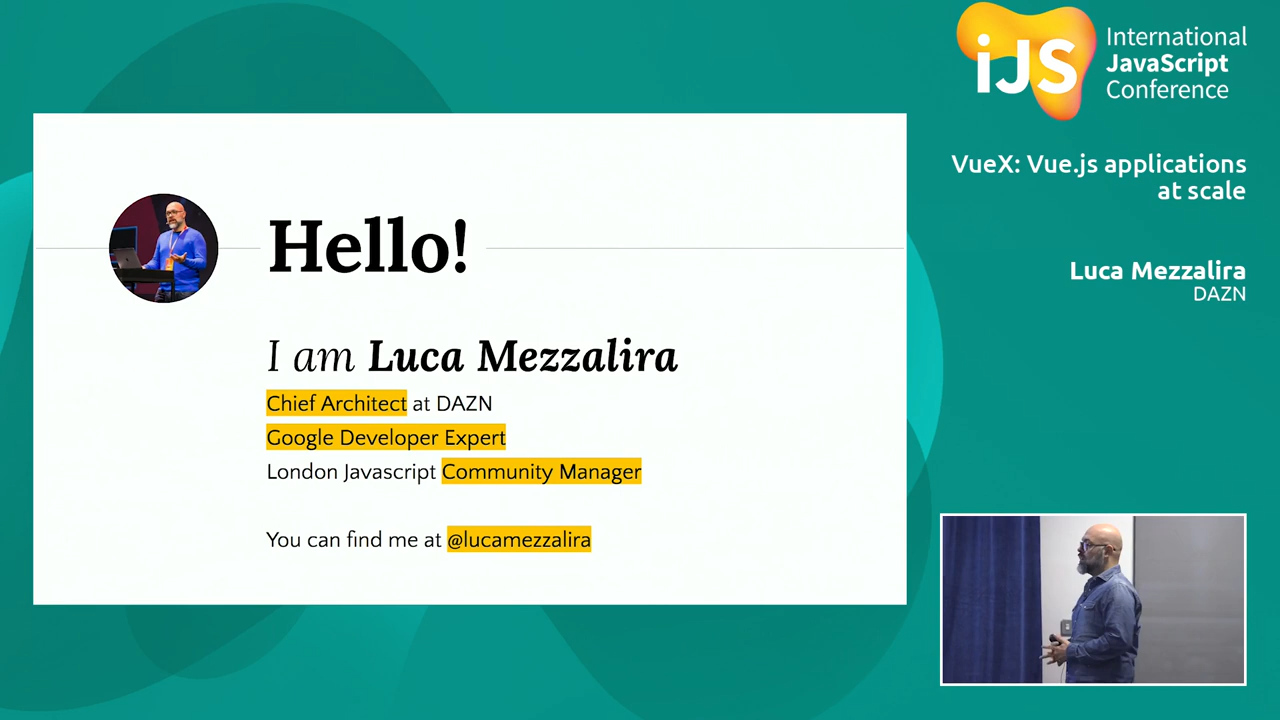 Hello!
I am Luca Mezzalira
Chief Architect at DAZN
Google Developer Expert
London Javascript Community Manager
You can find me at @lucamezzalira
iJS
International
JavaScript
Conference
VueX: Vue.js applications
at scale
Luca Mezzalira
DAZN